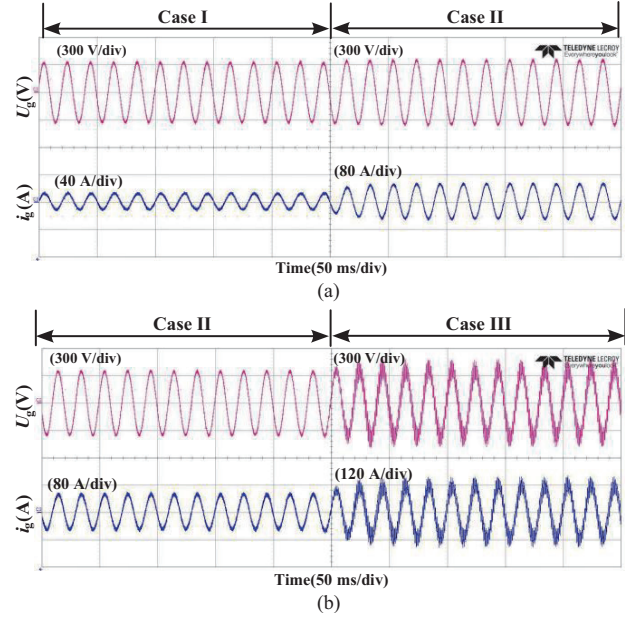 Case I
Case II
(300 V/div)
(300 V/div)
TELEDYNE LECROY
Everywhereyoulook
Ug(V)
(40 A/div)
(80 A/div)
ig(A)
Time(50 ms/div)
(a)
Case II
Case III
(300 V/div)
(300 V/div)
TELEDYNE LECROY
Everywhereyoulook
Ug(V)
(80 A/div)
(120 A/div)
ig(A)
Time(50 ms/div)
(b)